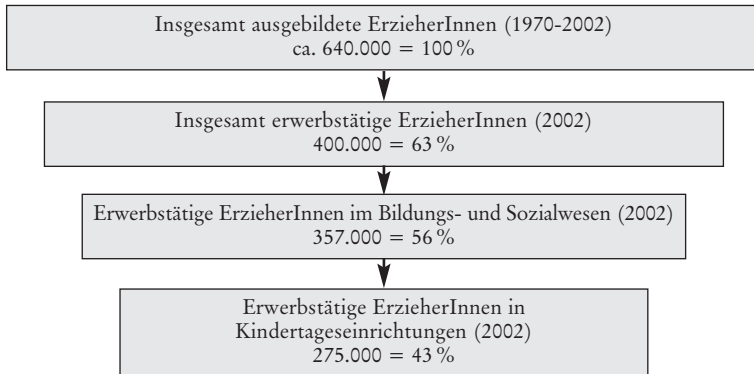 Insgesamt ausgebildete ErzieherInnen (1970-2002)
ca. 640.000 = 100 %
Insgesamt erwerbstätige ErzieherInnen (2002)
400.000 = 63 %
Erwerbstätige ErzieherInnen im Bildungs- und Sozialwesen (2002)
357.000 = 56 %
Erwerbstätige ErzieherInnen in
Kindertageseinrichtungen (2002)
275.000 = 43 %